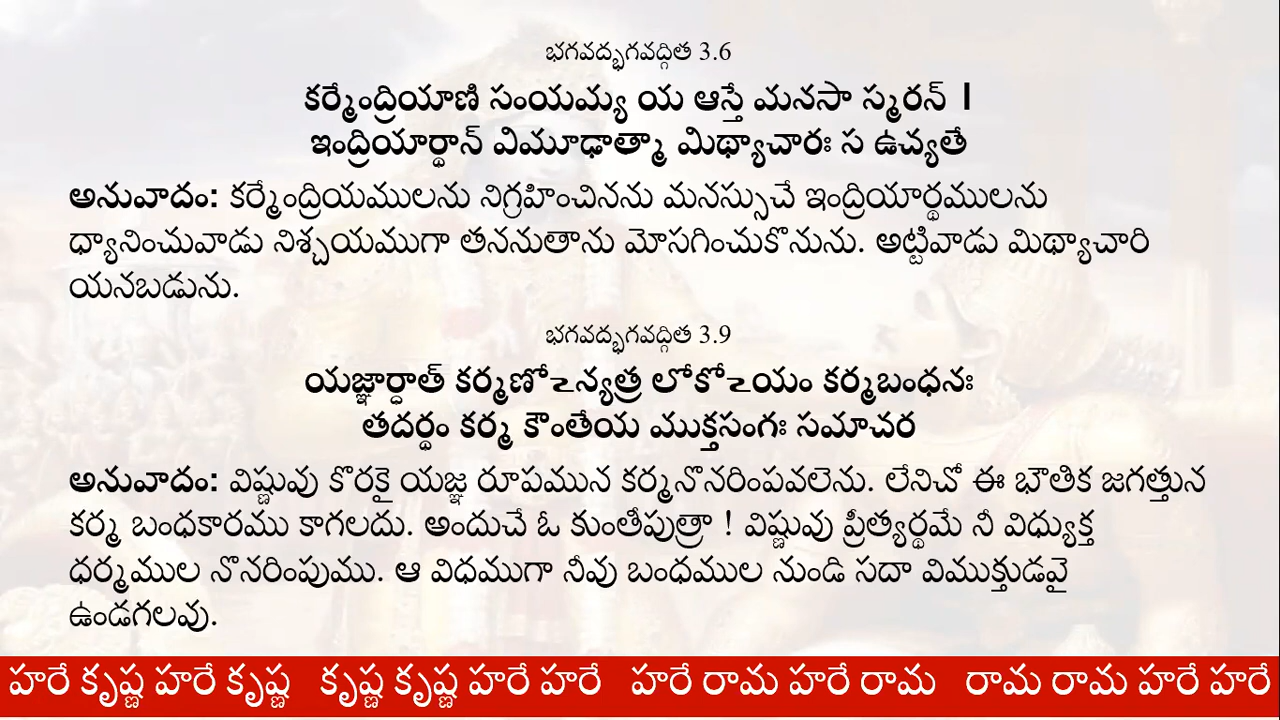 భగవద్భగవద్గిత 3.6
కర్మేంద్రియాణి సంయమ్య య ఆస్తే మనసా స్మరన్ ।
ఇంద్రియార్థాన్ విమూఢాత్మా మిథ్యాచారః స ఉచ్యతే
అనువాదం: కర్మేంద్రియములను నిగ్రహించినను మనస్సుచే ఇంద్రియార్థములను
ధ్యానించువాడు నిశ్చయముగా తననుతాను మోసగించుకొనును. అట్టివాడు మిథ్యాచారి
యనబడును.
భగవద్భగవద్గిత 3.9
యజ్ఞార్ధాత్ కర్మణోఽన్యత్ర లోకోఽయం కర్మబంధనః
తదర్థం కర్మ కౌంతేయ ముక్తసంగః సమాచర
అనువాదం: విష్ణువు కొరకై యజ్ఞ రూపమున కర్మనొనరింపవలెను. లేనిచో ఈ భౌతిక జగత్తున
కర్మ బంధకారము కాగలదు. అందుచే ఓ కుంతీపుత్రా ! విష్ణువు ప్రీత్యర్థమే నీ విధ్యుక్త
ధర్మముల నొనరింపుము. ఆ విధముగా నీవు బంధముల నుండి సదా విముక్తుడవై
ఉండగలవు.
హరే కృష్ణ హరే కృష్ణ కృష్ణ కృష్ణ హరే హరే హరే రామ హరే రామ రామ రామ హరే హరే